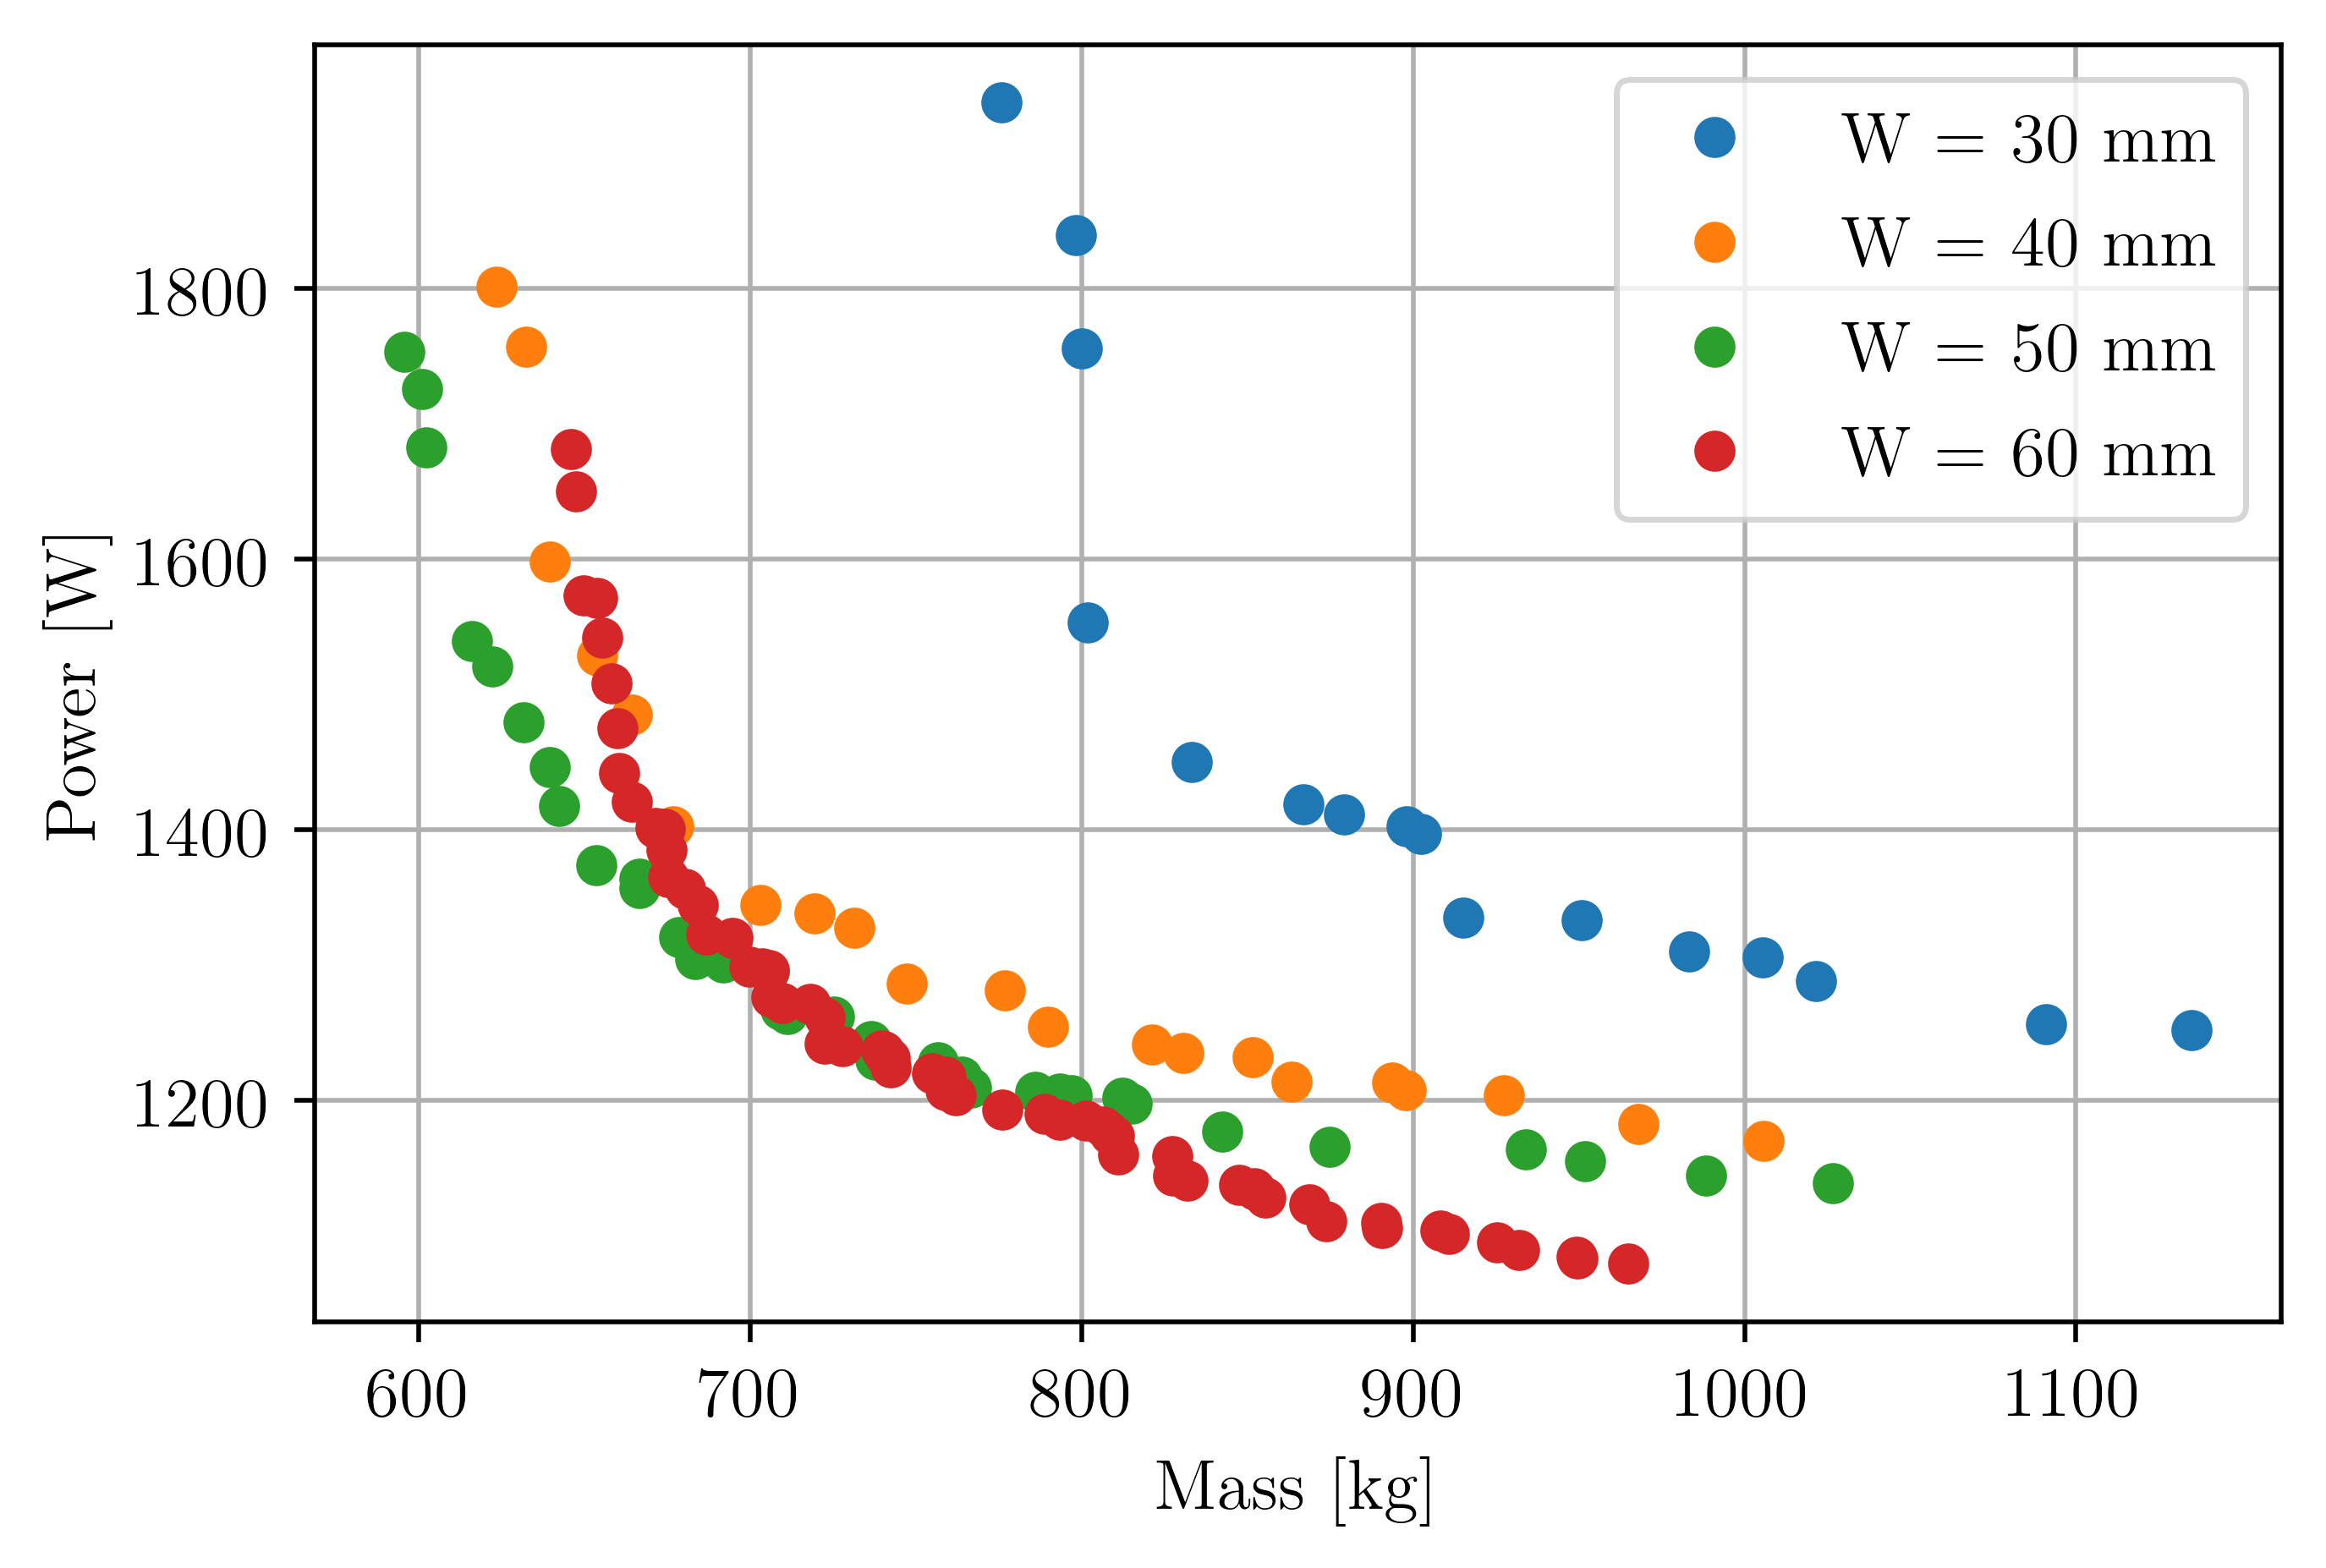 W = 30 mm
W = 40 mm
W = 50 mm
W = 60 mm
1800
1600
1400
1200
Power [W]
600 700 800 900 1000 1100
Mass [kg]